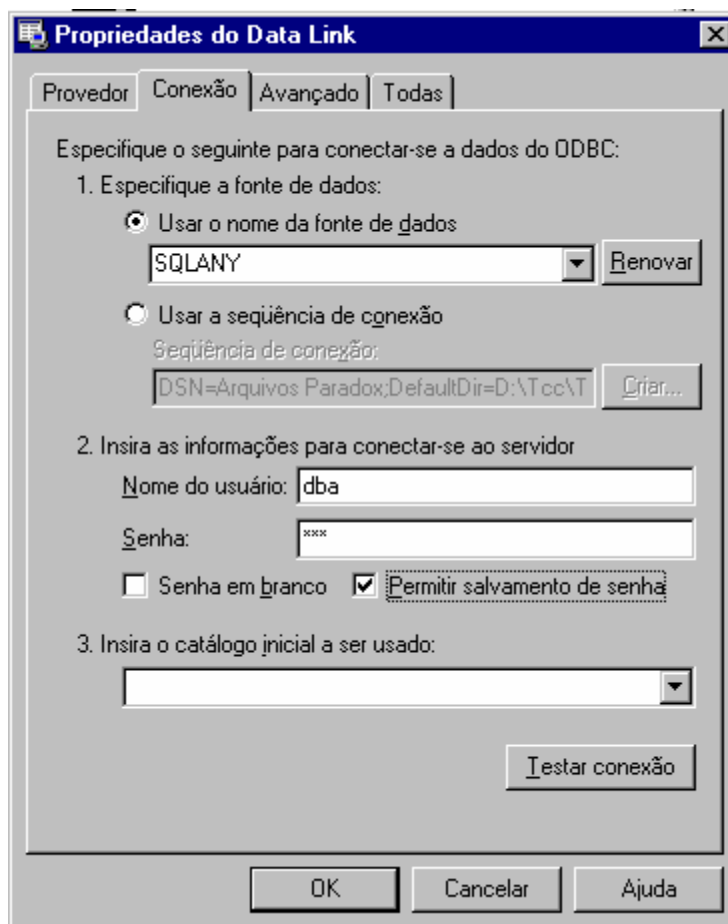 Propriedades do Data Link
Provedor Conexão Avançado Todas
Especifique o seguinte para conectar-se a dados do ODBC:
1. Especifique a fonte de dados:
Usar o nome da fonte de dados
SQLANY Renovar
Usar a seqüência de conexão
Seqüência de conexão:
DSN=Arquivos Paradox;DefaultDir=D:\Tcc\T Criar...
2. Insira as informações para conectar-se ao servidor
Nome do usuário: dba
Senha: ***
Senha em branco Permitir salvamento de senha
3. Insira o catálogo inicial a ser usado:
Testar conexão
OK Cancelar Ajuda